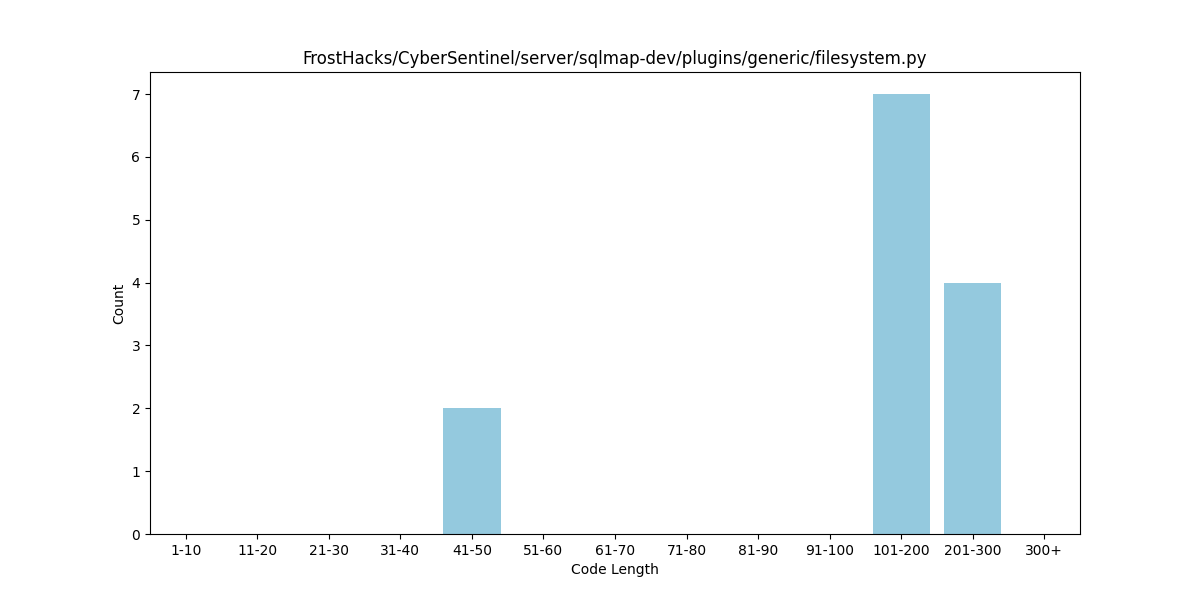 FrostHacks/CyberSentinel/server/sqlmap-dev/plugins/generic/filesystem.py
Count
7
6
5
4
3
2
1
0
1-10 11-20 21-30 31-40 41-50 51-60 61-70 71-80 81-90 91-100 101-200 201-300 300+
Code Length